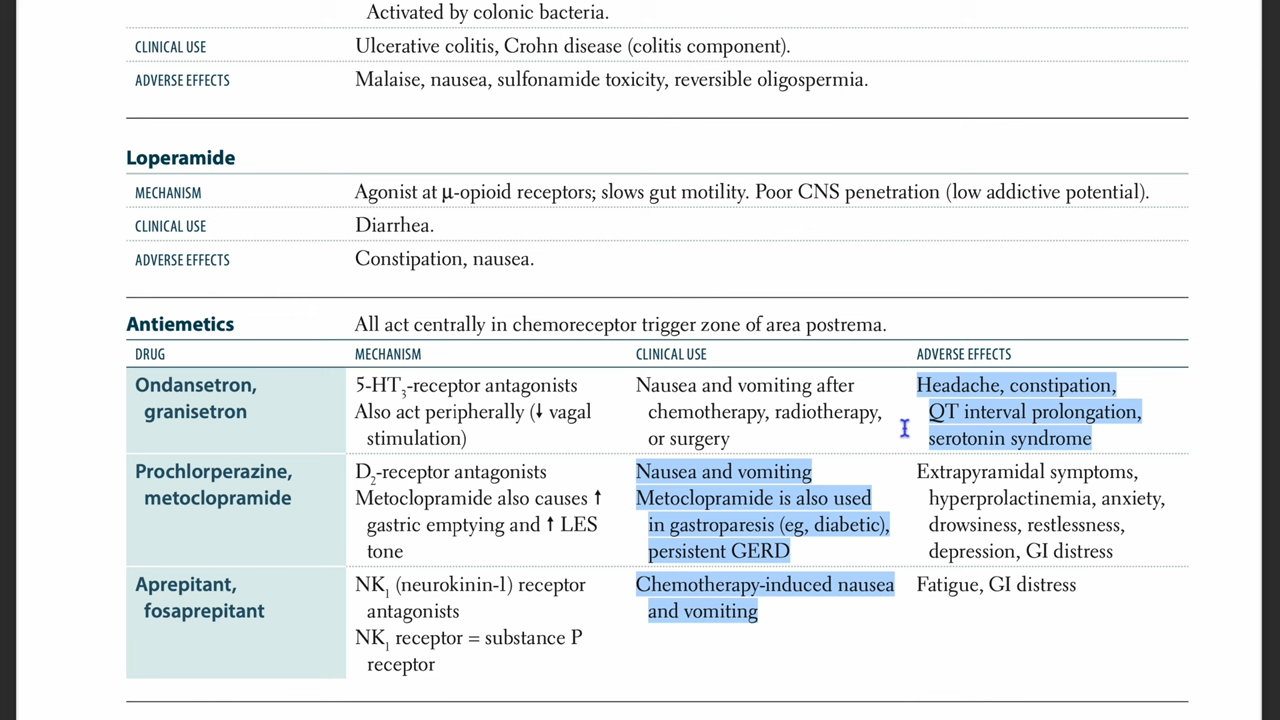 Activated by colonic bacteria.
CLINICAL USE Ulcerative colitis, Crohn disease (colitis component).
ADVERSE EFFECTS Malaise, nausea, sulfonamide toxicity, reversible oligospermia.
Loperamide
MECHANISM Agonist at μ-opioid receptors; slows gut motility. Poor CNS penetration (low addictive potential).
CLINICAL USE Diarrhea.
ADVERSE EFFECTS Constipation, nausea.
Antiemetics All act centrally in chemoreceptor trigger zone of area postrema.
DRUG MECHANISM CLINICAL USE ADVERSE EFFECTS
Ondansetron, 5-HT₃-receptor antagonists Nausea and vomiting after Headache, constipation,
granisetron Also act peripherally (↓ vagal chemotherapy, radiotherapy, QT interval prolongation,
stimulation) or surgery serotonin syndrome
Prochlorperazine, D₂-receptor antagonists Nausea and vomiting Extrapyramidal symptoms,
metoclopramide Metoclopramide also causes ↑ Metoclopramide is also used hyperprolactinemia, anxiety,
gastric emptying and ↑ LES in gastroparesis (eg, diabetic), drowsiness, restlessness,
tone persistent GERD depression, GI distress
Aprepitant, NK₁ (neurokinin-1) receptor Chemotherapy-induced nausea Fatigue, GI distress
fosaprepitant antagonists and vomiting
NK₁ receptor = substance P
receptor